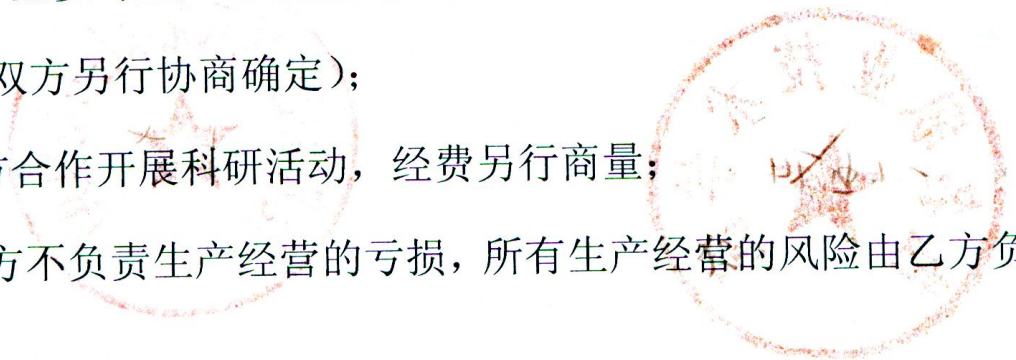 双方另行协商确定);
方合作开展科研活动，经费另行商量；
方不负责生产经营的亏损，所有生产经营的风险由乙方负